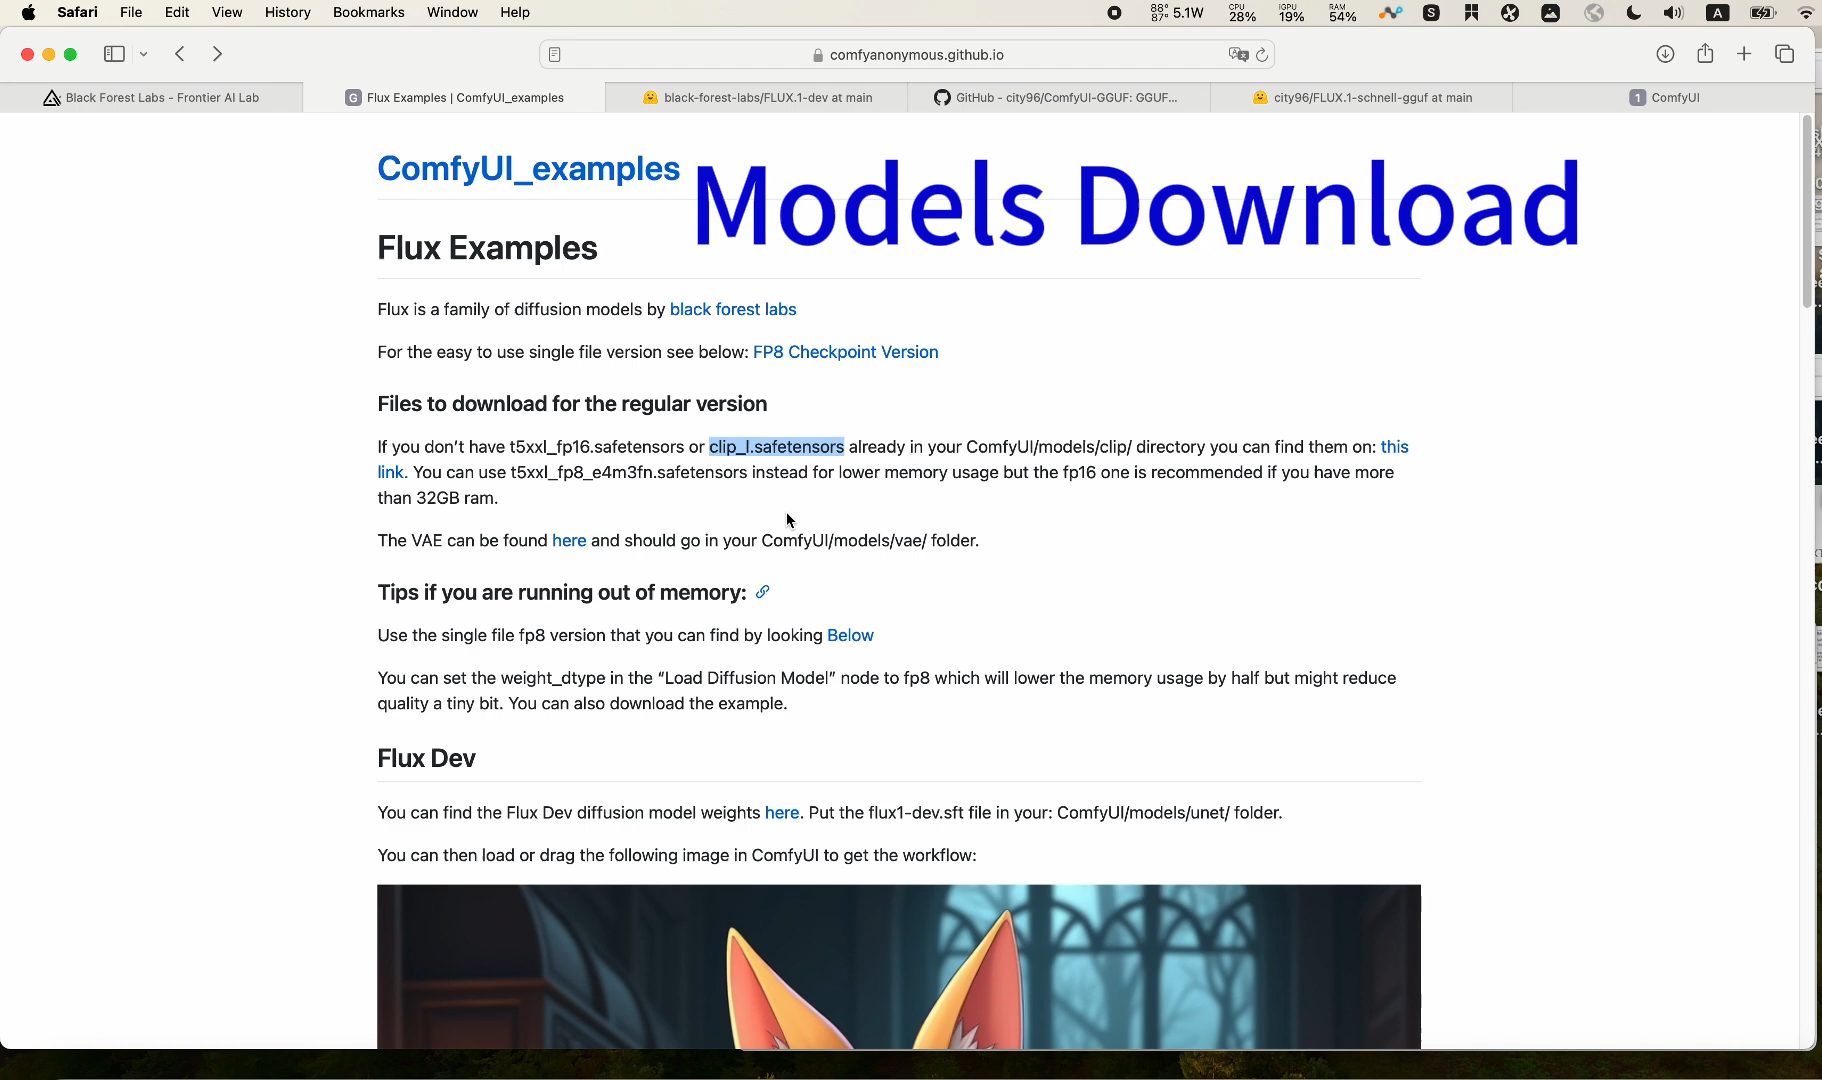 Safari File Edit View History Bookmarks Window Help
88° 5.1W CPU IGPU RAM
87° 28% 19% 54% S A
comfyanonymous.github.io
Black Forest Labs - Frontier AI Lab
G Flux Examples | ComfyUI_examples
black-forest-labs/FLUX.1-dev at main
GitHub - city96/ComfyUI-GGUF: GGUF...
city96/FLUX.1-schnell-gguf at main
1 ComfyUI
ComfyUI_examples
Models Download
Flux Examples
Flux is a family of diffusion models by black forest labs
For the easy to use single file version see below: FP8 Checkpoint Version
Files to download for the regular version
If you don't have t5xxl_fp16.safetensors or clip_l.safetensors already in your ComfyUI/models/clip/ directory you can find them on: this
link. You can use t5xxl_fp8_e4m3fn.safetensors instead for lower memory usage but the fp16 one is recommended if you have more
than 32GB ram.
The VAE can be found here and should go in your ComfyUI/models/vae/ folder.
Tips if you are running out of memory:
Use the single file fp8 version that you can find by looking Below
You can set the weight_dtype in the “Load Diffusion Model” node to fp8 which will lower the memory usage by half but might reduce
quality a tiny bit. You can also download the example.
Flux Dev
You can find the Flux Dev diffusion model weights here. Put the flux1-dev.sft file in your: ComfyUI/models/unet/ folder.
You can then load or drag the following image in ComfyUI to get the workflow: